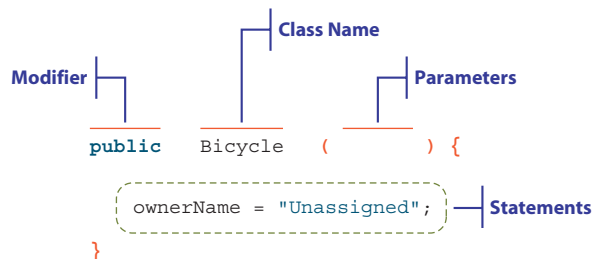 Class Name
Modifier
Parameters
public Bicycle ( ) {
ownerName = "Unassigned";
Statements
}